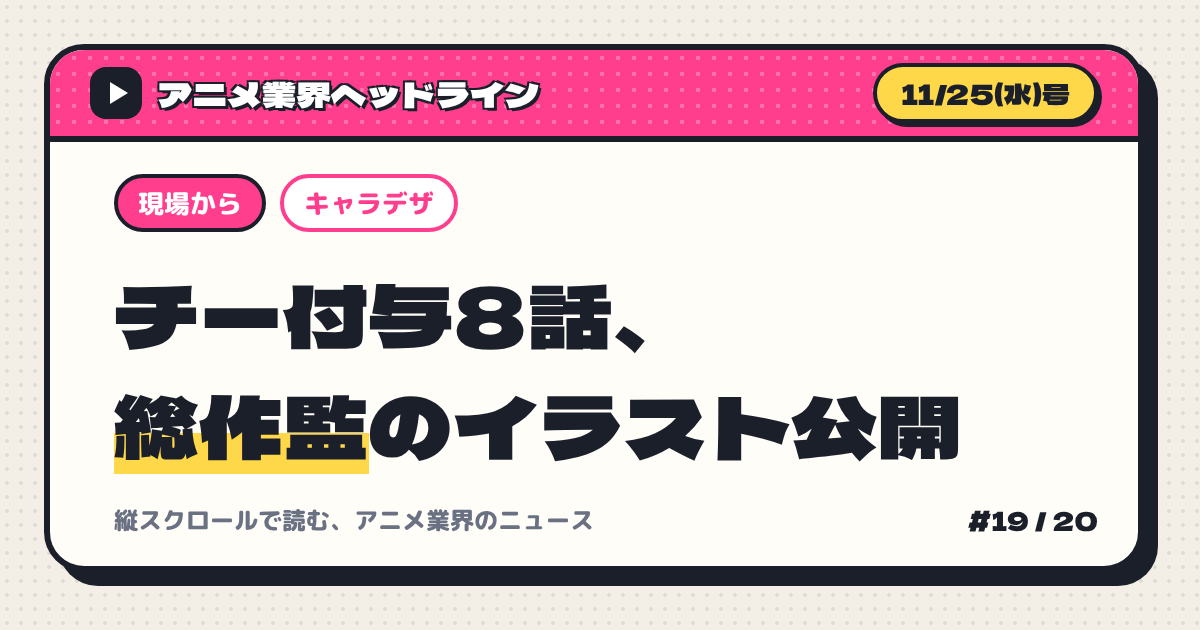 アニメ業界ヘッドライン
11/25(水)号
現場から
キャラデザ
チー付与8話、
総作監のイラスト公開
縦スクロールで読む、アニメ業界のニュース
#19 / 20